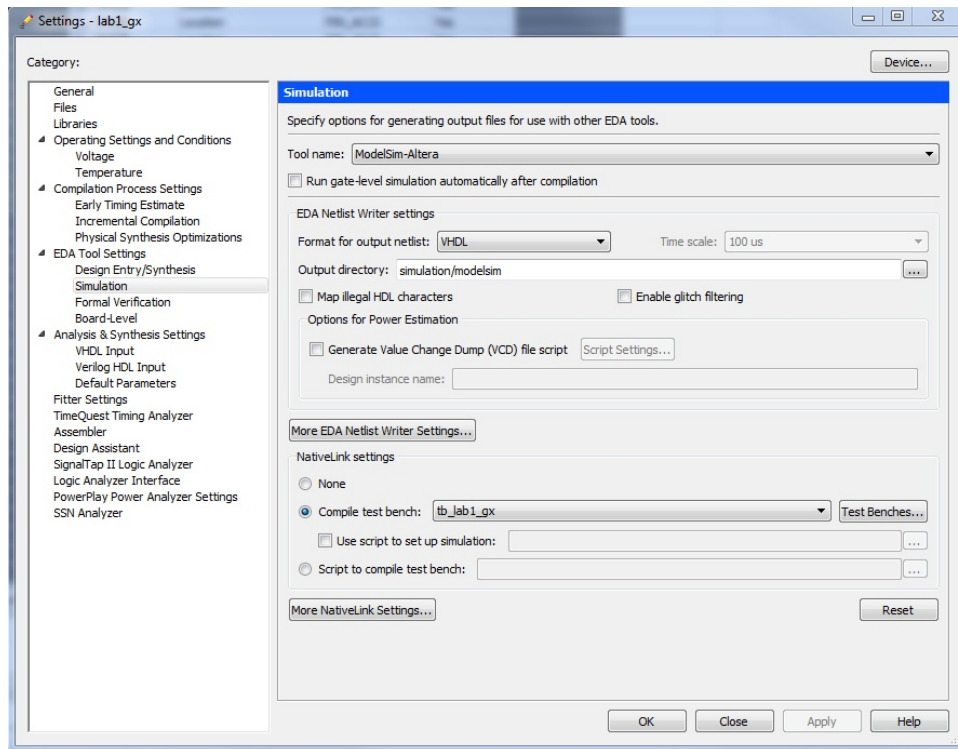 Settings - lab1_gx
Category:
Device...
General
Files
Libraries
Operating Settings and Conditions
Voltage
Temperature
Compilation Process Settings
Early Timing Estimate
Incremental Compilation
Physical Synthesis Optimizations
EDA Tool Settings
Design Entry/Synthesis
Simulation
Formal Verification
Board-Level
Analysis & Synthesis Settings
VHDL Input
Verilog HDL Input
Default Parameters
Fitter Settings
TimeQuest Timing Analyzer
Assembler
Design Assistant
SignalTap II Logic Analyzer
Logic Analyzer Interface
PowerPlay Power Analyzer Settings
SSN Analyzer
Simulation
Specify options for generating output files for use with other EDA tools.
Tool name: ModelSim-Altera
Run gate-level simulation automatically after compilation
EDA Netlist Writer settings
Format for output netlist: VHDL Time scale: 100 us
Output directory: simulation/modelsim ...
Map illegal HDL characters Enable glitch filtering
Options for Power Estimation
Generate Value Change Dump (VCD) file script Script Settings...
Design instance name:
More EDA Netlist Writer Settings...
NativeLink settings
None
Compile test bench: tb_lab1_gx Test Benches...
Use script to set up simulation: ...
Script to compile test bench: ...
More NativeLink Settings... Reset
OK Close Apply Help